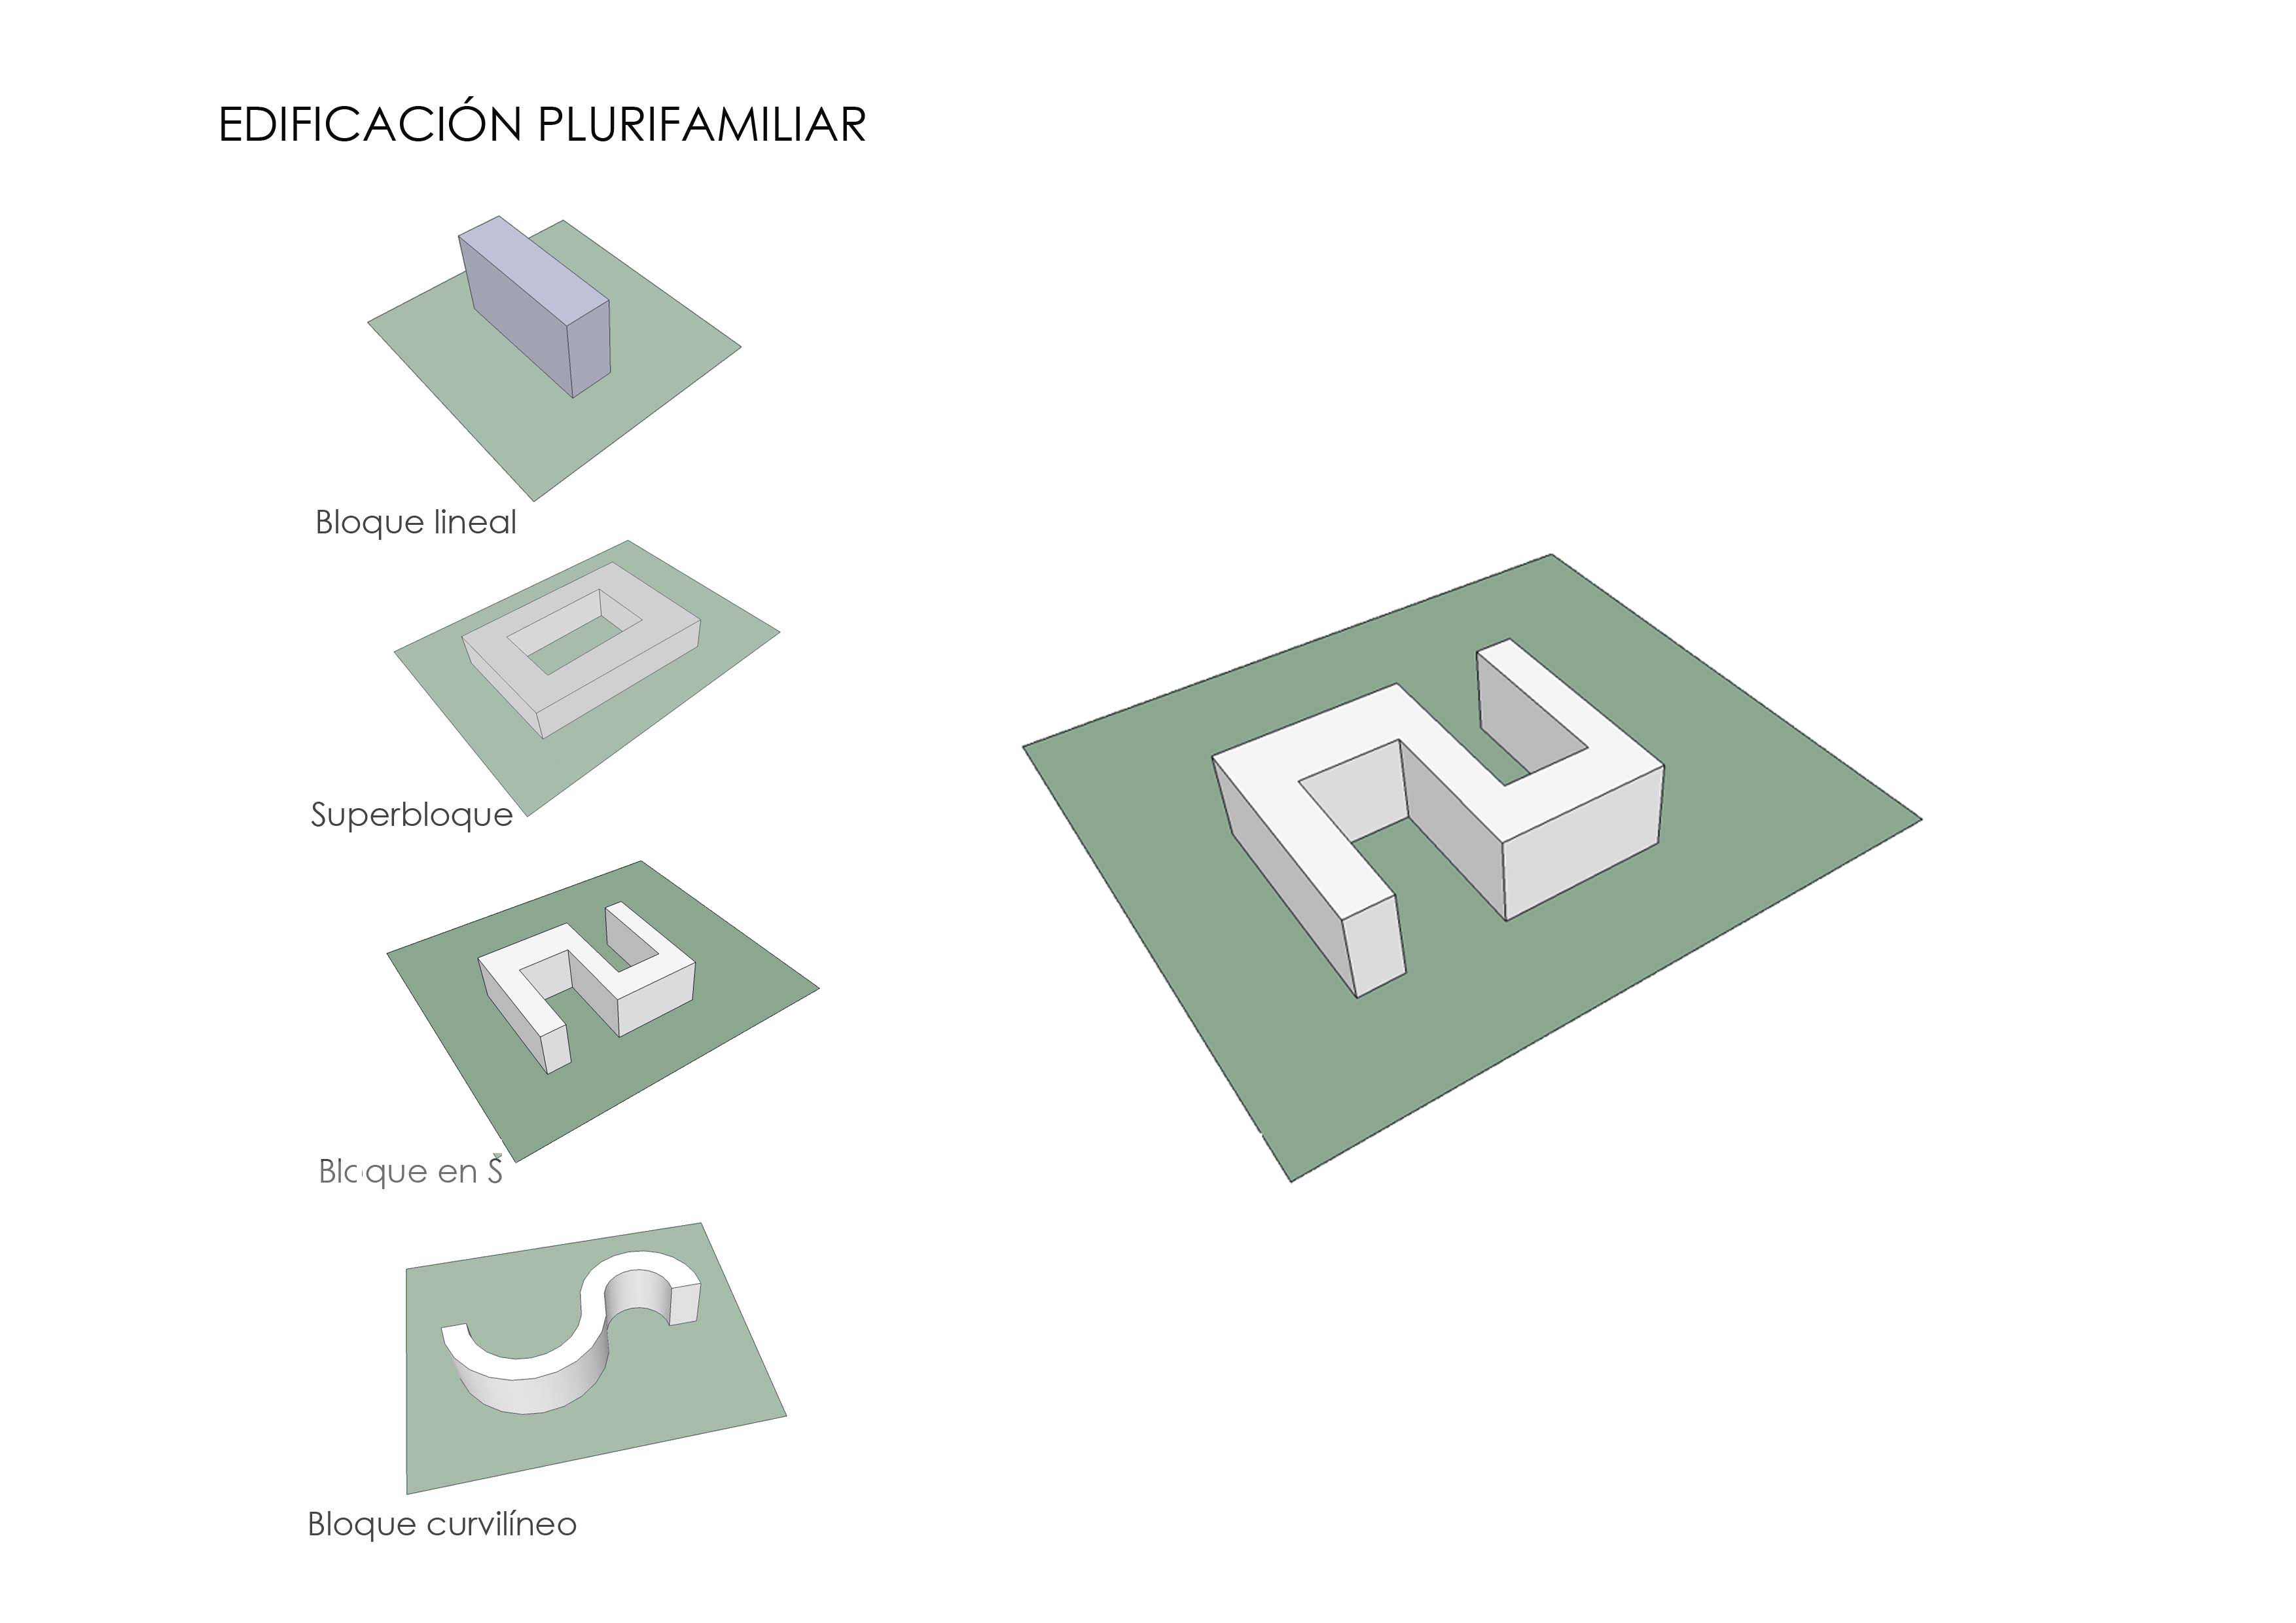 EDIFICACIÓN PLURIFAMILIAR
Bloque lineal
Superbloque
Bloque en S
Bloque curvilíneo